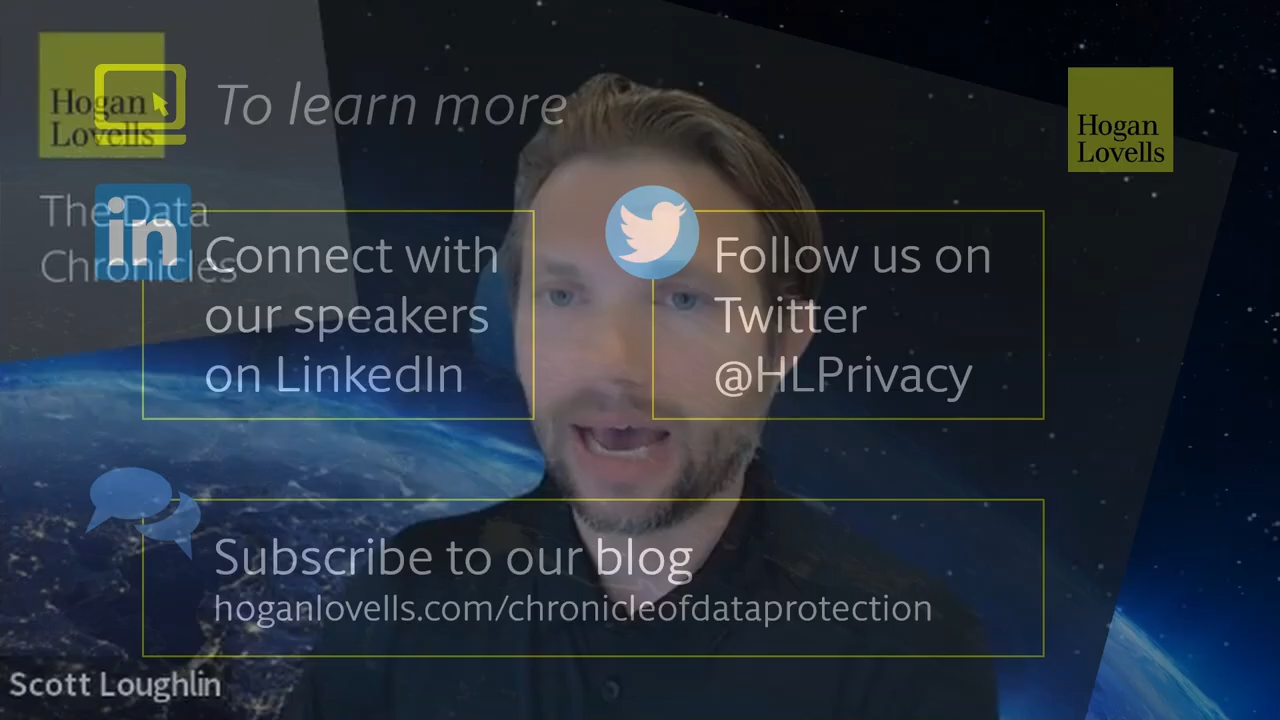 Hogan
Lovells
To learn more
Hogan
Lovells
The Data
Chronicles
in
Connect with
our speakers
on LinkedIn
Follow us on
Twitter
@HLPrivacy
Subscribe to our blog
hoganlovells.com/chronicleofdataprotection
Scott Loughlin